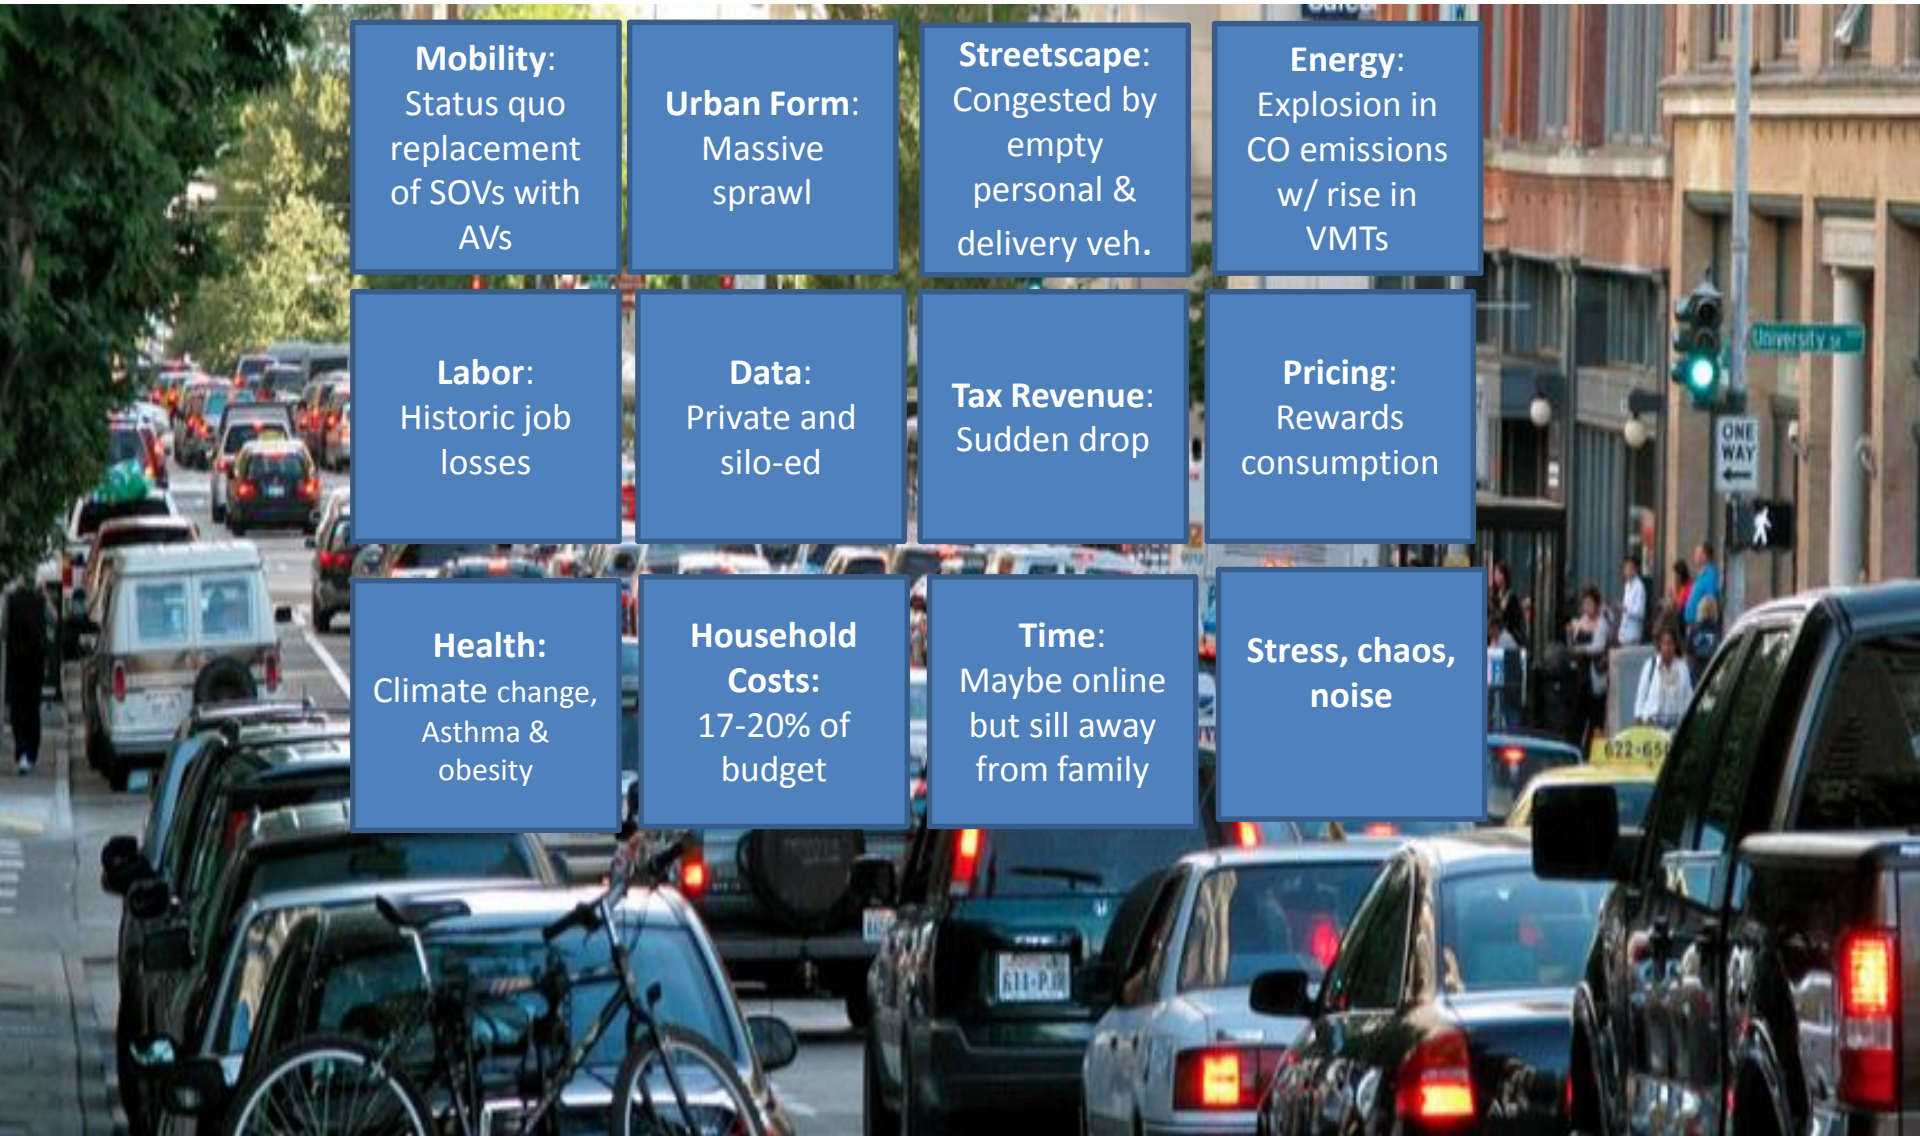 Mobility:
Status quo
replacement
of SOVs with
AVs
Urban Form:
Massive
sprawl
Streetscape:
Congested by
empty
personal &
delivery veh.
Energy:
Explosion in
CO emissions
w/ rise in
VMTs
Labor:
Historic job
losses
Data:
Private and
silo-ed
Tax Revenue:
Sudden drop
Pricing:
Rewards
consumption
Health:
Climate change,
Asthma &
obesity
Household
Costs:
17-20% of
budget
Time:
Maybe online
but sill away
from family
Stress, chaos,
noise
University St
ONE
WAY